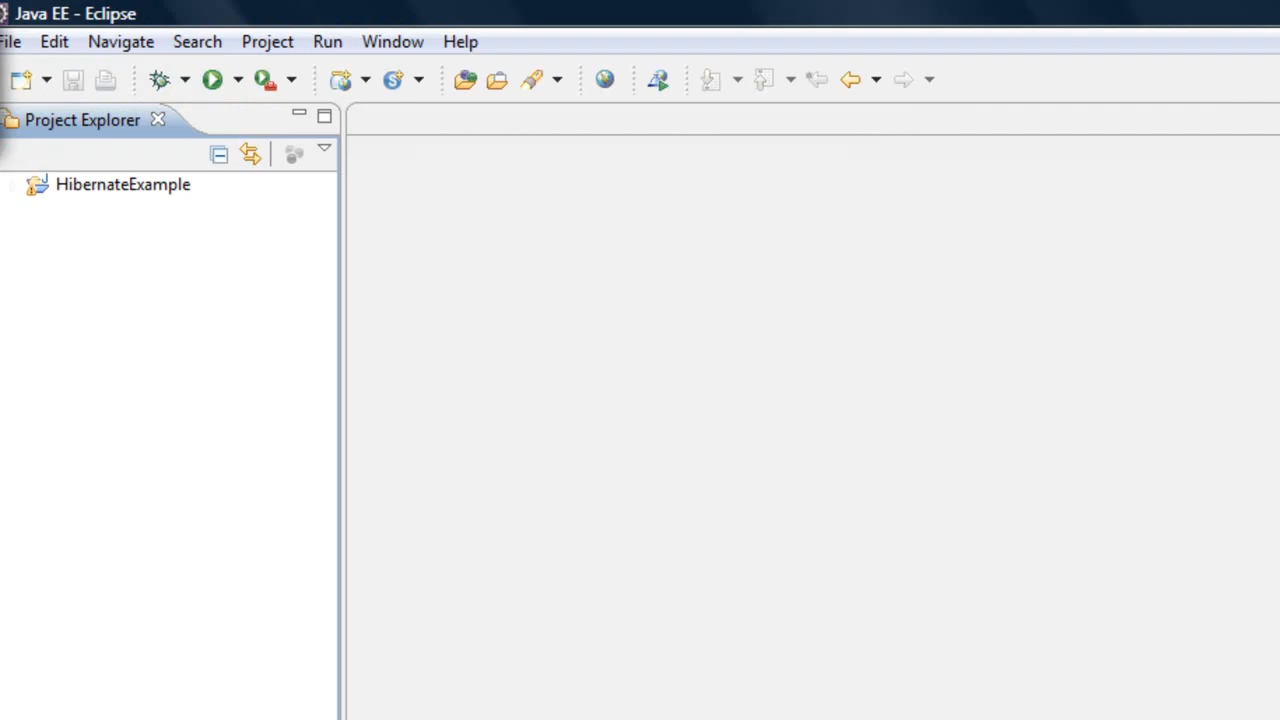 Java EE - Eclipse
File Edit Navigate Search Project Run Window Help
Project Explorer
HibernateExample